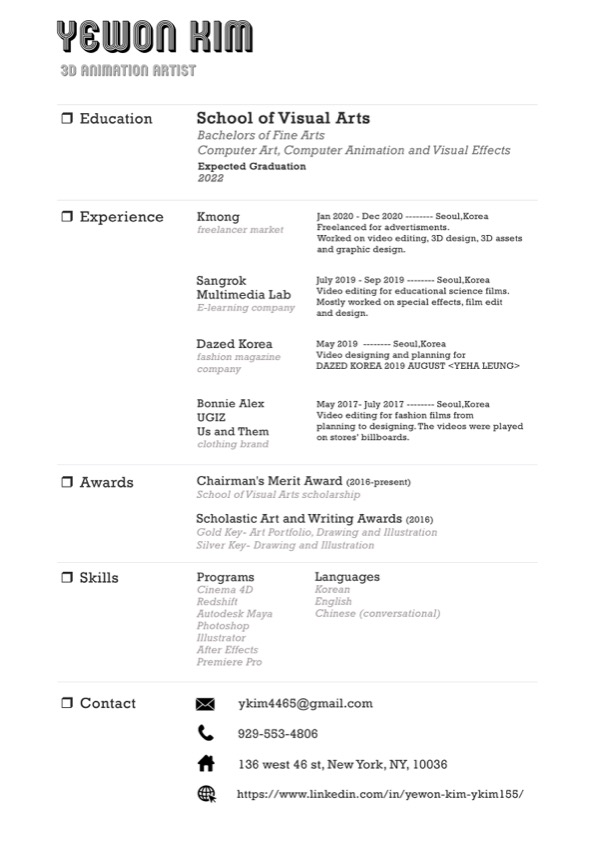 YEWON KIM
3D ANIMATION ARTIST
Education
School of Visual Arts
Bachelors of Fine Arts
Computer Art, Computer Animation and Visual Effects
Expected Graduation
2022
Experience
Kmong
freelancer market
Jan 2020 - Dec 2020 -------- Seoul,Korea
Freelanced for advertisments.
Worked on video editing, 3D design, 3D assets
and graphic design.
Sangrok
Multimedia Lab
E-learning company
July 2019 - Sep 2019 -------- Seoul,Korea
Video editing for educational science films.
Mostly worked on special effects, film edit
and design.
Dazed Korea
fashion magazine
company
May 2019 -------- Seoul,Korea
Video designing and planning for
DAZED KOREA 2019 AUGUST <YEHA LEUNG>
Bonnie Alex
UGIZ
Us and Them
clothing brand
May 2017- July 2017 -------- Seoul,Korea
Video editing for fashion films from
planning to designing. The videos were played
on stores' billboards.
Awards
Chairman's Merit Award (2016-present)
School of Visual Arts scholarship
Scholastic Art and Writing Awards (2016)
Gold Key- Art Portfolio, Drawing and Illustration
Silver Key- Drawing and Illustration
Skills
Programs
Cinema 4D
Redshift
Autodesk Maya
Photoshop
Illustrator
After Effects
Premiere Pro
Languages
Korean
English
Chinese (conversational)
Contact
ykim4465@gmail.com
929-553-4806
136 west 46 st, New York, NY, 10036
https://www.linkedin.com/in/yewon-kim-ykim155/